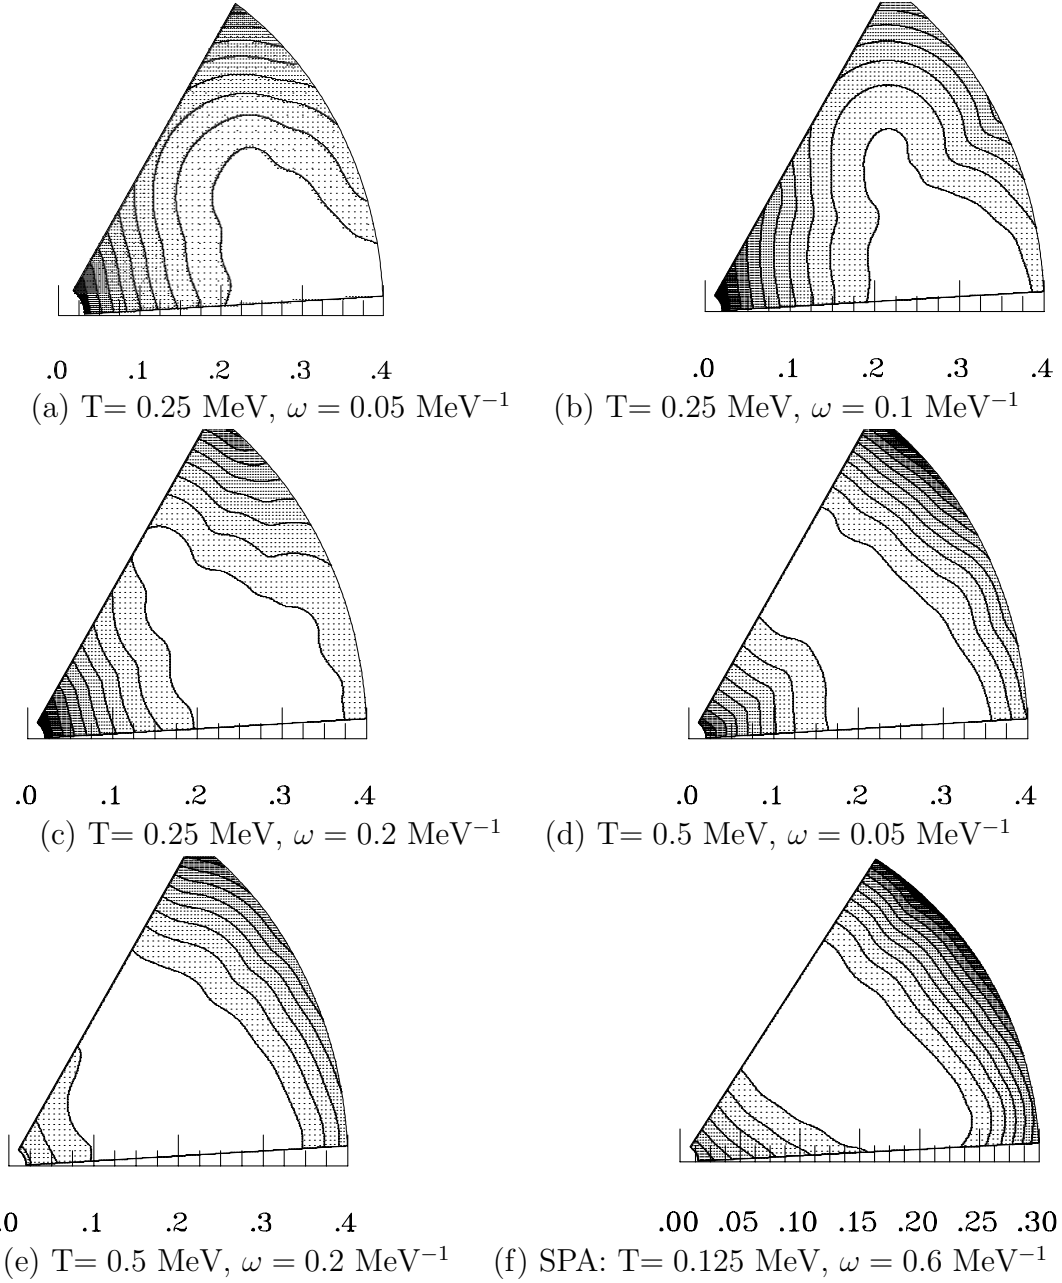 .0 .1 .2 .3 .4 .0 .1 .2 .3 .4
(a) T= 0.25 MeV, ω = 0.05 MeV⁻¹ (b) T= 0.25 MeV, ω = 0.1 MeV⁻¹
.0 .1 .2 .3 .4 .0 .1 .2 .3 .4
(c) T= 0.25 MeV, ω = 0.2 MeV⁻¹ (d) T= 0.5 MeV, ω = 0.05 MeV⁻¹
.0 .1 .2 .3 .4 .00 .05 .10 .15 .20 .25 .30
(e) T= 0.5 MeV, ω = 0.2 MeV⁻¹ (f) SPA: T= 0.125 MeV, ω = 0.6 MeV⁻¹